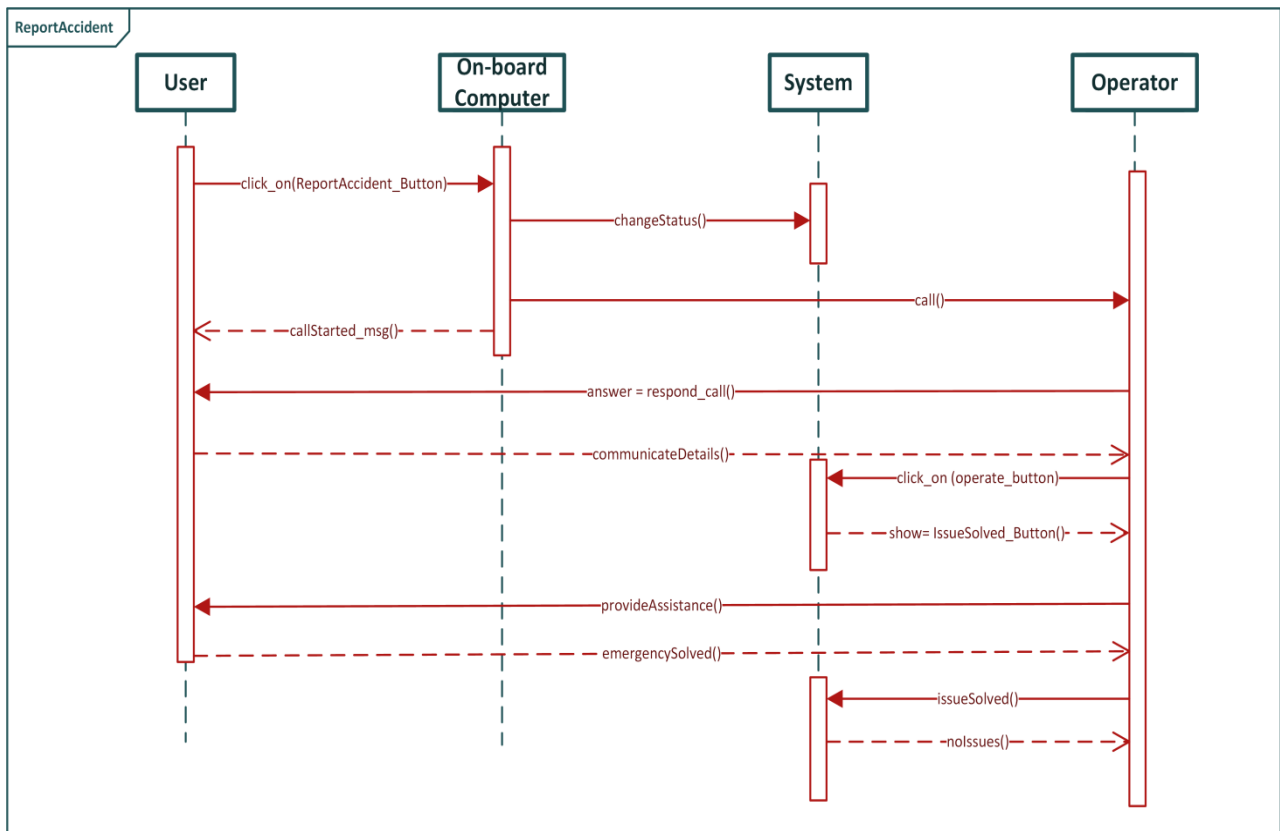 ReportAccident
User
On-board
Computer
System
Operator
click_on(ReportAccident_Button)
changeStatus()
call()
callStarted_msg()
answer = respond_call()
communicateDetails()
click_on (operate_button)
show= IssueSolved_Button()
provideAssistance()
emergencySolved()
issueSolved()
noIssues()